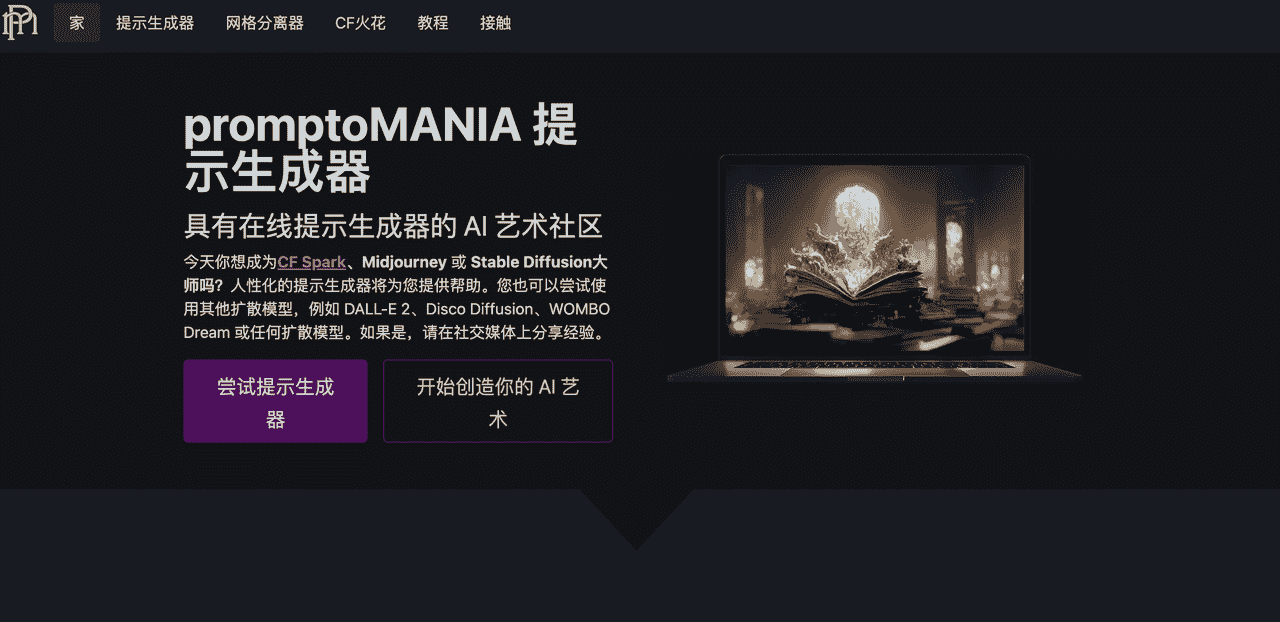 家 提示生成器 网格分离器 CF火花 教程 接触
promptoMANIA 提
示生成器
具有在线提示生成器的 AI 艺术社区
今天你想成为CF Spark、Midjourney 或 Stable Diffusion大
师吗？人性化的提示生成器将为您提供帮助。您也可以尝试使
用其他扩散模型，例如 DALL-E 2、Disco Diffusion、WOMBO
Dream 或任何扩散模型。如果是，请在社交媒体上分享经验。
尝试提示生成
器
开始创造你的 AI 艺
术